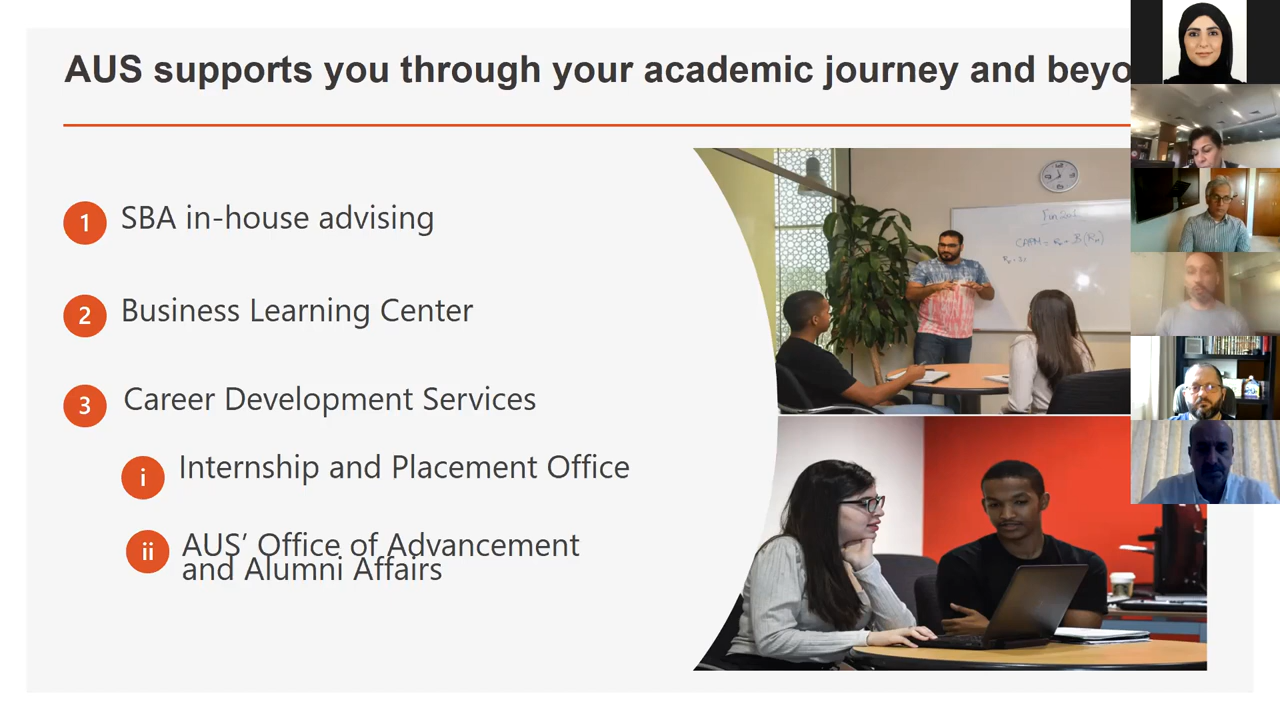 AUS supports you through your academic journey and beyo
1 SBA in-house advising
2 Business Learning Center
3 Career Development Services
i Internship and Placement Office
ii AUS’ Office of Advancement
and Alumni Affairs